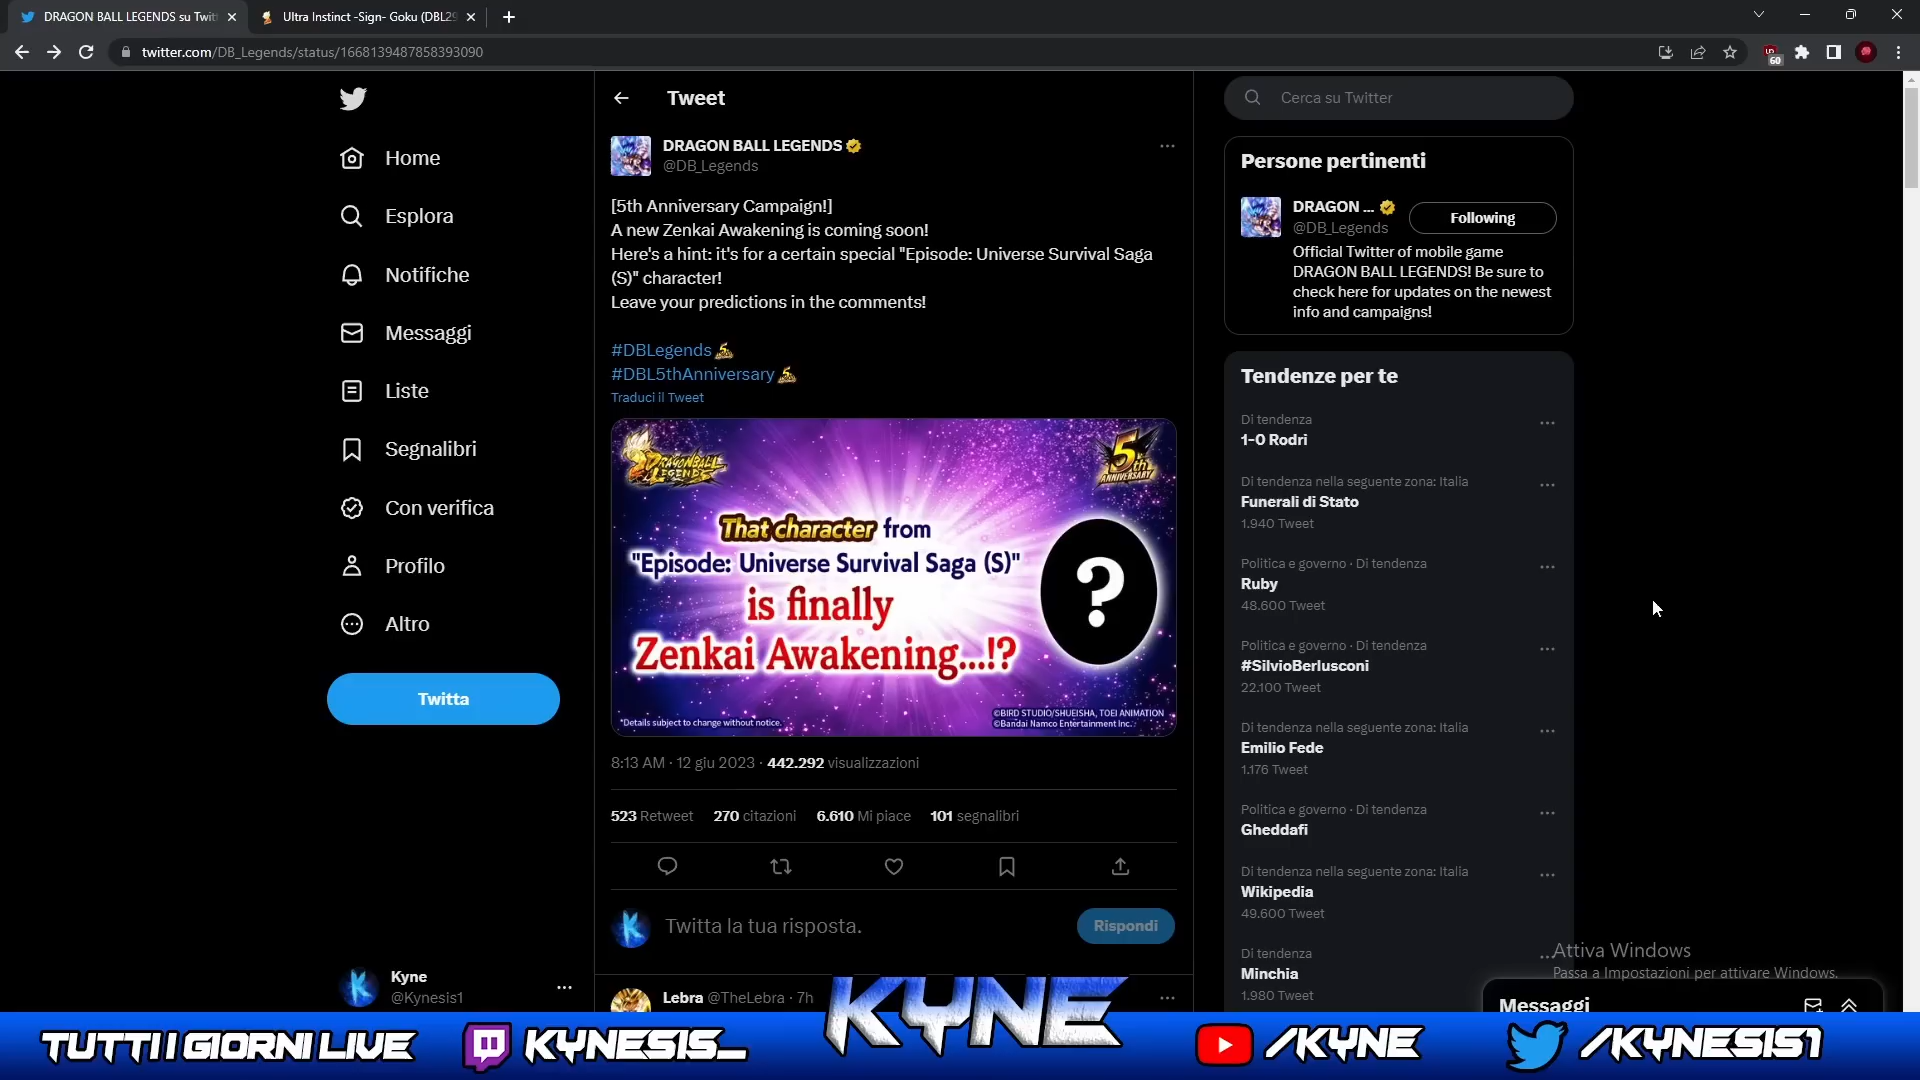 DRAGON BALL LEGENDS su Twit
Ultra Instinct -Sign- Goku (DBL29
twitter.com/DB_Legends/status/1668139487858393090
60
Home
Esplora
Notifiche
Messaggi
Liste
Segnalibri
Con verifica
Profilo
Altro
Twitta
Kyne
@Kynesis1
Tweet
DRAGON BALL LEGENDS
@DB_Legends
[5th Anniversary Campaign!]
A new Zenkai Awakening is coming soon!
Here's a hint: it's for a certain special "Episode: Universe Survival Saga
(S)" character!
Leave your predictions in the comments!
#DBLegends
#DBL5thAnniversary
Traduci il Tweet
DRAGONBALL
LEGENDS
5th
ANNIVERSARY
That character from
"Episode: Universe Survival Saga (S)"
is finally
Zenkai Awakening...!?
?
*Details subject to change without notice.
©BIRD STUDIO/SHUEISHA, TOEI ANIMATION
©Bandai Namco Entertainment Inc.
8:13 AM · 12 giu 2023 · 442.292 visualizzazioni
523 Retweet 270 citazioni 6.610 Mi piace 101 segnalibri
Twitta la tua risposta.
Rispondi
Lebra @TheLebra · 7h
Cerca su Twitter
Persone pertinenti
DRAGON ...
@DB_Legends
Following
Official Twitter of mobile game
DRAGON BALL LEGENDS! Be sure to
check here for updates on the newest
info and campaigns!
Tendenze per te
Di tendenza
1-0 Rodri
Di tendenza nella seguente zona: Italia
Funerali di Stato
1.940 Tweet
Politica e governo · Di tendenza
Ruby
48.600 Tweet
Politica e governo · Di tendenza
#SilvioBerlusconi
22.100 Tweet
Di tendenza nella seguente zona: Italia
Emilio Fede
1.176 Tweet
Politica e governo · Di tendenza
Gheddafi
Di tendenza nella seguente zona: Italia
Wikipedia
49.600 Tweet
Di tendenza
Minchia
1.980 Tweet
Attiva Windows
Passa a Impostazioni per attivare Windows.
Messaggi
TUTTI I GIORNI LIVE
KYNESIS_
KYNE
/KYNE
/KYNESIS1